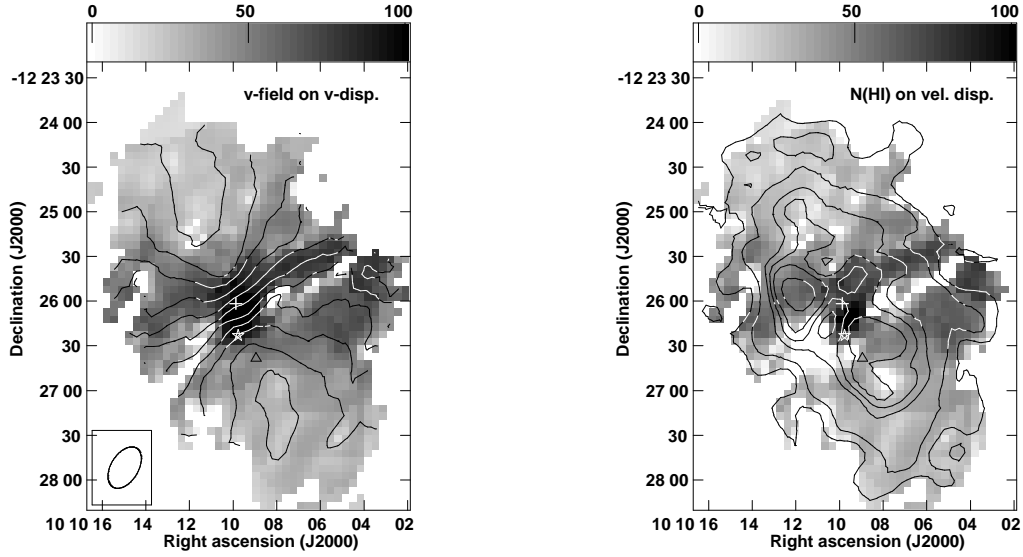 0 50 100
0 50 100
v-field on v-disp.
N(HI) on vel. disp.
-12 23 30
24 00
30
25 00
30
26 00
30
27 00
30
28 00
Declination (J2000)
10 10 16 14 12 10 08 06 04 02
Right ascension (J2000)
-12 23 30
24 00
30
25 00
30
26 00
30
27 00
30
28 00
Declination (J2000)
10 10 16 14 12 10 08 06 04 02
Right ascension (J2000)